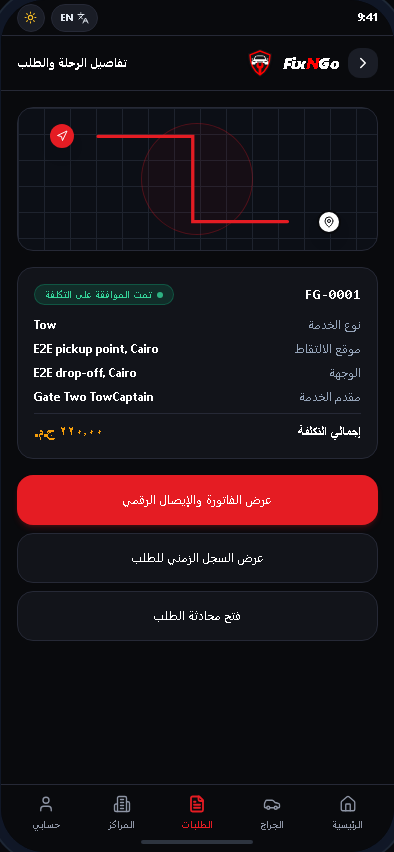 9:41
EN
FixNGo
تفاصيل الرحلة والطلب
FG-0001
تمت الموافقة على التكلفة
نوع الخدمة
Tow
موقع الالتقاط
E2E pickup point, Cairo
الوجهة
E2E drop-off, Cairo
مقدم الخدمة
Gate Two TowCaptain
إجمالي التكلفة
٢٢٠٫٠٠ ج.م.
عرض الفاتورة والإيصال الرقمي
عرض السجل الزمني للطلب
فتح محادثة الطلب
الرئيسية
الجراج
الطلبات
المراكز
حسابي